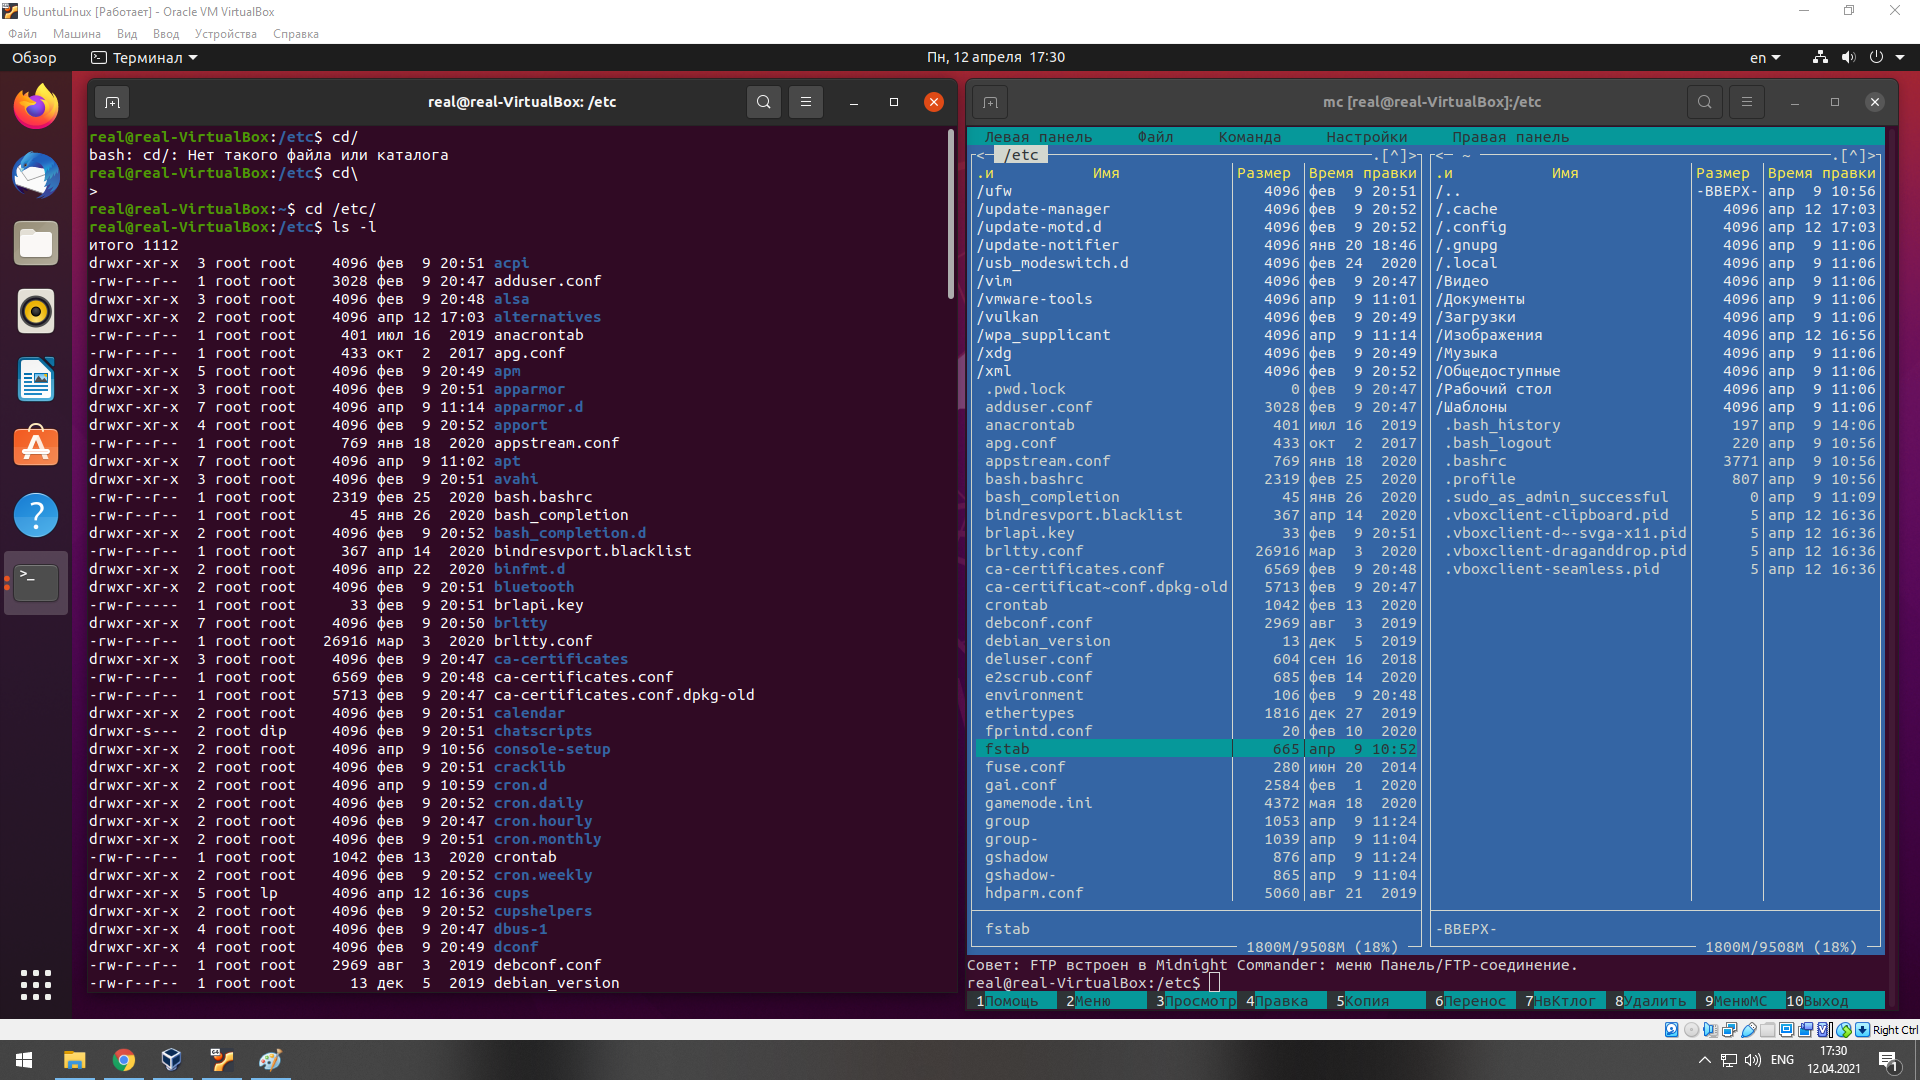 UbuntuLinux [Работает] - Oracle VM VirtualBox
Файл Машина Вид Ввод Устройства Справка
Обзор Терминал Пн, 12 апреля 17:30 en
real@real-VirtualBox: /etc
real@real-VirtualBox:/etc$ cd/
bash: cd/: Нет такого файла или каталога
real@real-VirtualBox:/etc$ cd\
>
real@real-VirtualBox:~$ cd /etc/
real@real-VirtualBox:/etc$ ls -l
итого 1112
drwxr-xr-x 3 root root 4096 фев 9 20:51 acpi
-rw-r--r-- 1 root root 3028 фев 9 20:47 adduser.conf
drwxr-xr-x 3 root root 4096 фев 9 20:48 alsa
drwxr-xr-x 2 root root 4096 апр 12 17:03 alternatives
-rw-r--r-- 1 root root 401 июл 16 2019 anacrontab
-rw-r--r-- 1 root root 433 окт 2 2017 apg.conf
drwxr-xr-x 5 root root 4096 фев 9 20:49 apm
drwxr-xr-x 3 root root 4096 фев 9 20:51 apparmor
drwxr-xr-x 7 root root 4096 апр 9 11:14 apparmor.d
drwxr-xr-x 4 root root 4096 фев 9 20:52 apport
-rw-r--r-- 1 root root 769 янв 18 2020 appstream.conf
drwxr-xr-x 7 root root 4096 апр 9 11:02 apt
drwxr-xr-x 3 root root 4096 фев 9 20:51 avahi
-rw-r--r-- 1 root root 2319 фев 25 2020 bash.bashrc
-rw-r--r-- 1 root root 45 янв 26 2020 bash_completion
drwxr-xr-x 2 root root 4096 фев 9 20:52 bash_completion.d
-rw-r--r-- 1 root root 367 апр 14 2020 bindresvport.blacklist
drwxr-xr-x 2 root root 4096 апр 22 2020 binfmt.d
drwxr-xr-x 2 root root 4096 фев 9 20:51 bluetooth
-rw-r----- 1 root root 33 фев 9 20:51 brlapi.key
drwxr-xr-x 7 root root 4096 фев 9 20:50 brltty
-rw-r--r-- 1 root root 26916 мар 3 2020 brltty.conf
drwxr-xr-x 3 root root 4096 фев 9 20:47 ca-certificates
-rw-r--r-- 1 root root 6569 фев 9 20:48 ca-certificates.conf
-rw-r--r-- 1 root root 5713 фев 9 20:47 ca-certificates.conf.dpkg-old
drwxr-xr-x 2 root root 4096 фев 9 20:51 calendar
drwxr-s--- 2 root dip 4096 фев 9 20:51 chatscripts
drwxr-xr-x 2 root root 4096 апр 9 10:56 console-setup
drwxr-xr-x 2 root root 4096 фев 9 20:51 cracklib
drwxr-xr-x 2 root root 4096 апр 9 10:59 cron.d
drwxr-xr-x 2 root root 4096 фев 9 20:52 cron.daily
drwxr-xr-x 2 root root 4096 фев 9 20:47 cron.hourly
drwxr-xr-x 2 root root 4096 фев 9 20:51 cron.monthly
-rw-r--r-- 1 root root 1042 фев 13 2020 crontab
drwxr-xr-x 2 root root 4096 фев 9 20:52 cron.weekly
drwxr-xr-x 5 root lp 4096 апр 12 16:36 cups
drwxr-xr-x 2 root root 4096 фев 9 20:52 cupshelpers
drwxr-xr-x 4 root root 4096 фев 9 20:47 dbus-1
drwxr-xr-x 4 root root 4096 фев 9 20:49 dconf
-rw-r--r-- 1 root root 2969 авг 3 2019 debconf.conf
-rw-r--r-- 1 root root 13 дек 5 2019 debian_version
mc [real@real-VirtualBox]:/etc
Левая панель Файл Команда Настройки Правая панель
<─ /etc .[^]>
.и Имя Размер Время правки
/ufw 4096 фев 9 20:51
/update-manager 4096 фев 9 20:52
/update-motd.d 4096 фев 9 20:52
/update-notifier 4096 янв 20 18:46
/usb_modeswitch.d 4096 фев 24 2020
/vim 4096 фев 9 20:47
/vmware-tools 4096 апр 9 11:01
/vulkan 4096 фев 9 20:49
/wpa_supplicant 4096 апр 9 11:14
/xdg 4096 фев 9 20:49
/xml 4096 фев 9 20:52
.pwd.lock 0 фев 9 20:47
adduser.conf 3028 фев 9 20:47
anacrontab 401 июл 16 2019
apg.conf 433 окт 2 2017
appstream.conf 769 янв 18 2020
bash.bashrc 2319 фев 25 2020
bash_completion 45 янв 26 2020
bindresvport.blacklist 367 апр 14 2020
brlapi.key 33 фев 9 20:51
brltty.conf 26916 мар 3 2020
ca-certificates.conf 6569 фев 9 20:48
ca-certificat~conf.dpkg-old 5713 фев 9 20:47
crontab 1042 фев 13 2020
debconf.conf 2969 авг 3 2019
debian_version 13 дек 5 2019
deluser.conf 604 сен 16 2018
e2scrub.conf 685 фев 14 2020
environment 106 фев 9 20:48
ethertypes 1816 дек 27 2019
fprintd.conf 20 фев 10 2020
fstab 665 апр 9 10:52
fuse.conf 280 июн 20 2014
gai.conf 2584 фев 1 2020
gamemode.ini 4372 мая 18 2020
group 1053 апр 9 11:24
group- 1039 апр 9 11:04
gshadow 876 апр 9 11:24
gshadow- 865 апр 9 11:04
hdparm.conf 5060 авг 21 2019
fstab
1800M/9508M (18%)
<─ ~ .[^]>
.и Имя Размер Время правки
/.. -ВВЕРХ- апр 9 10:56
/.cache 4096 апр 12 17:03
/.config 4096 апр 12 17:03
/.gnupg 4096 апр 9 11:06
/.local 4096 апр 9 11:06
/Видео 4096 апр 9 11:06
/Документы 4096 апр 9 11:06
/Загрузки 4096 апр 9 11:06
/Изображения 4096 апр 12 16:56
/Музыка 4096 апр 9 11:06
/Общедоступные 4096 апр 9 11:06
/Рабочий стол 4096 апр 9 11:06
/Шаблоны 4096 апр 9 11:06
.bash_history 197 апр 9 14:06
.bash_logout 220 апр 9 10:56
.bashrc 3771 апр 9 10:56
.profile 807 апр 9 10:56
.sudo_as_admin_successful 0 апр 9 11:09
.vboxclient-clipboard.pid 5 апр 12 16:36
.vboxclient-d~-svga-x11.pid 5 апр 12 16:36
.vboxclient-draganddrop.pid 5 апр 12 16:36
.vboxclient-seamless.pid 5 апр 12 16:36
-ВВЕРХ-
1800M/9508M (18%)
Совет: FTP встроен в Midnight Commander: меню Панель/FTP-соединение.
real@real-VirtualBox:/etc$
1Помощь 2Меню 3Просмотр 4Правка 5Копия 6Перенос 7НвКтлог 8Удалить 9МенюMC 10Выход
Right Ctrl
ENG 17:30
12.04.2021
1